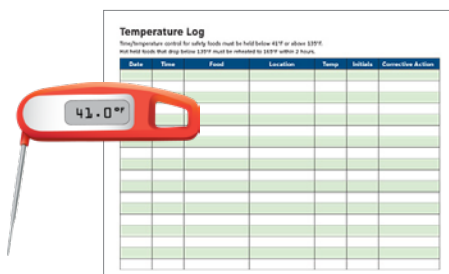 Temperature Log
Time/temperature control for safety foods must be held below 41°F or above 135°F.
Hot held foods that drop below 135°F must be reheated to 165°F within 2 hours.
Date Time Food Location Temp Initials Corrective Action
41.0°F